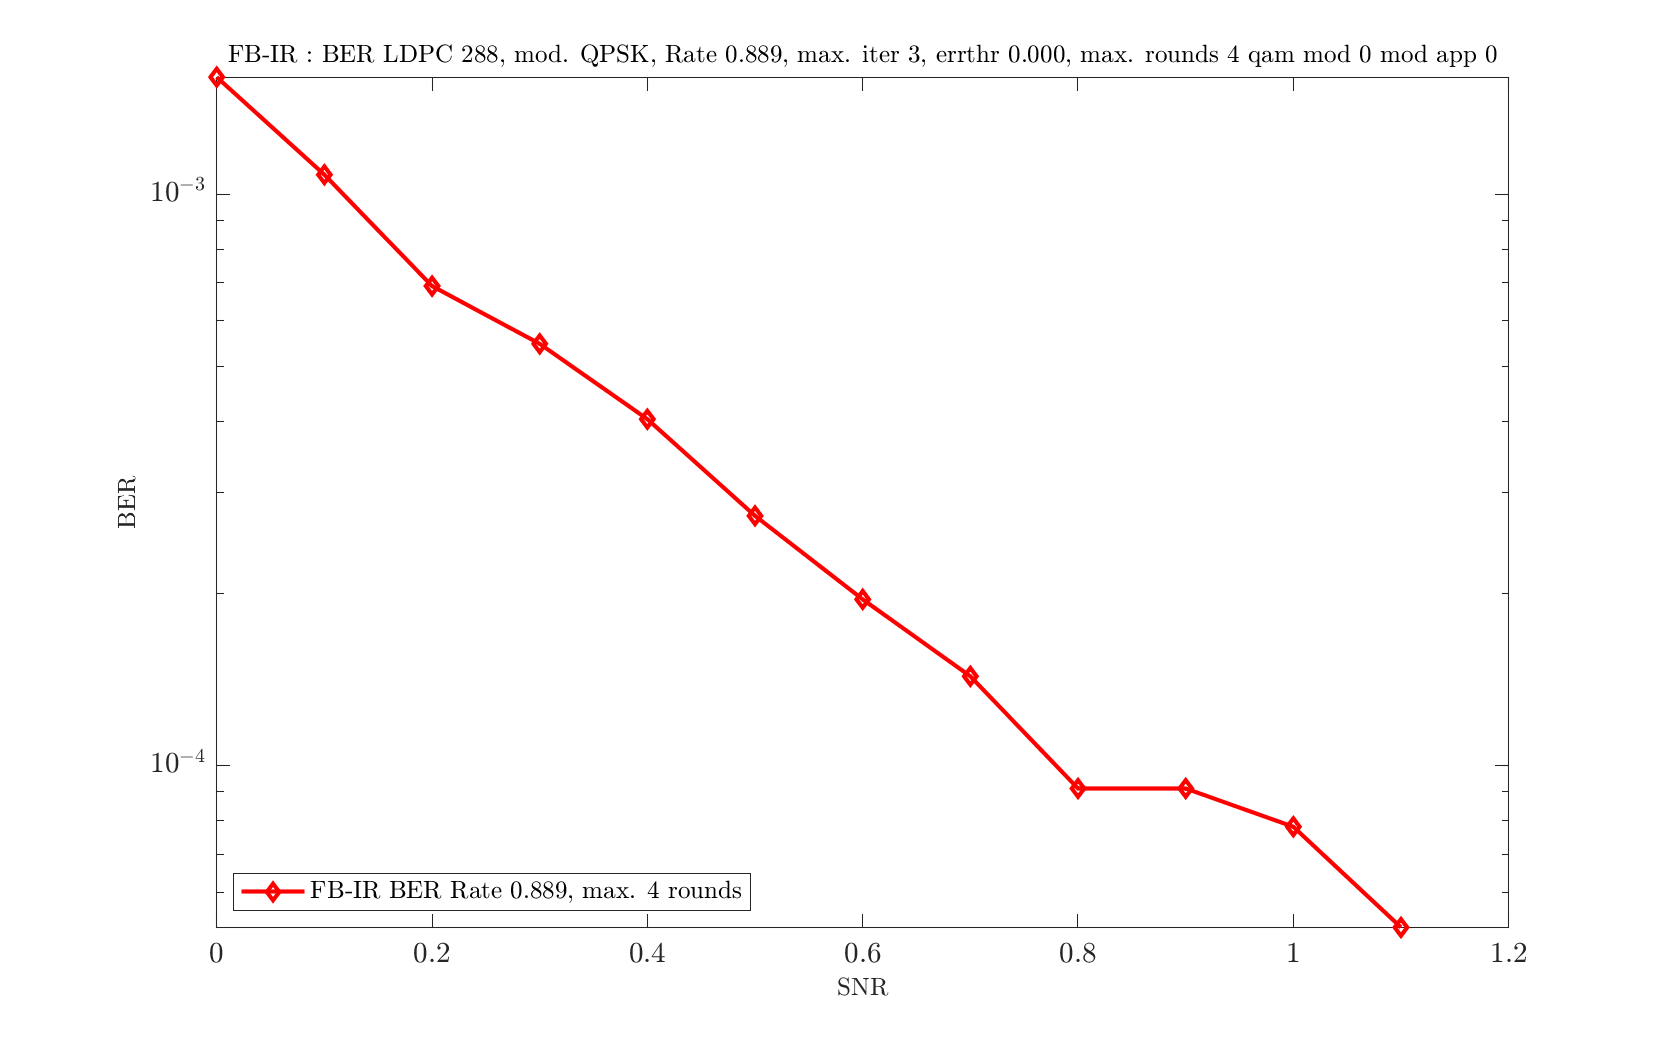 FB-IR : BER LDPC 288, mod. QPSK, Rate 0.889, max. iter 3, errthr 0.000, max. rounds 4 qam mod 0 mod app 0
10^{-3}
BER
10^{-4}
FB-IR BER Rate 0.889, max. 4 rounds
0 0.2 0.4 0.6 0.8 1 1.2
SNR